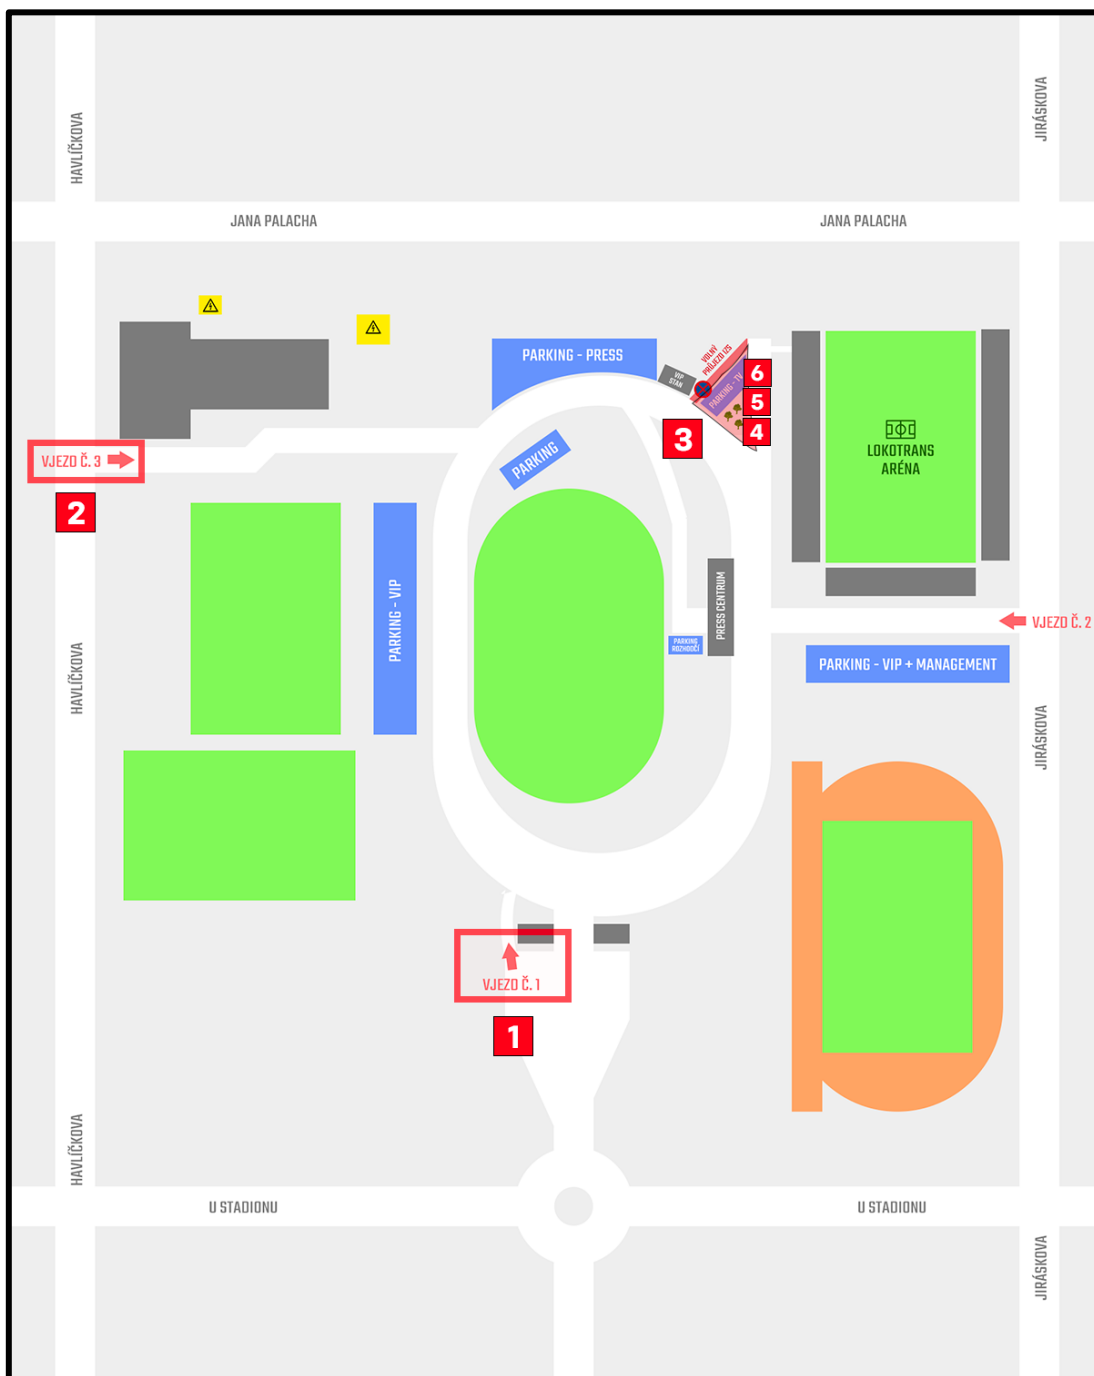 HAVLÍČKOVA
JIRÁSKOVA
JANA PALACHA
JANA PALACHA
PARKING - PRESS
VOLNÝ
PRŮJEZD IZS
VIP
STAN
PARKING - TV
6
5
4
3
LOKOTRANS
ARÉNA
VJEZD Č. 3
2
PARKING
PARKING - VIP
PRESS CENTRUM
PARKING
ROZHODČÍ
VJEZD Č. 2
PARKING - VIP + MANAGEMENT
HAVLÍČKOVA
JIRÁSKOVA
VJEZD Č. 1
1
HAVLÍČKOVA
U STADIONU
U STADIONU
JIRÁSKOVA